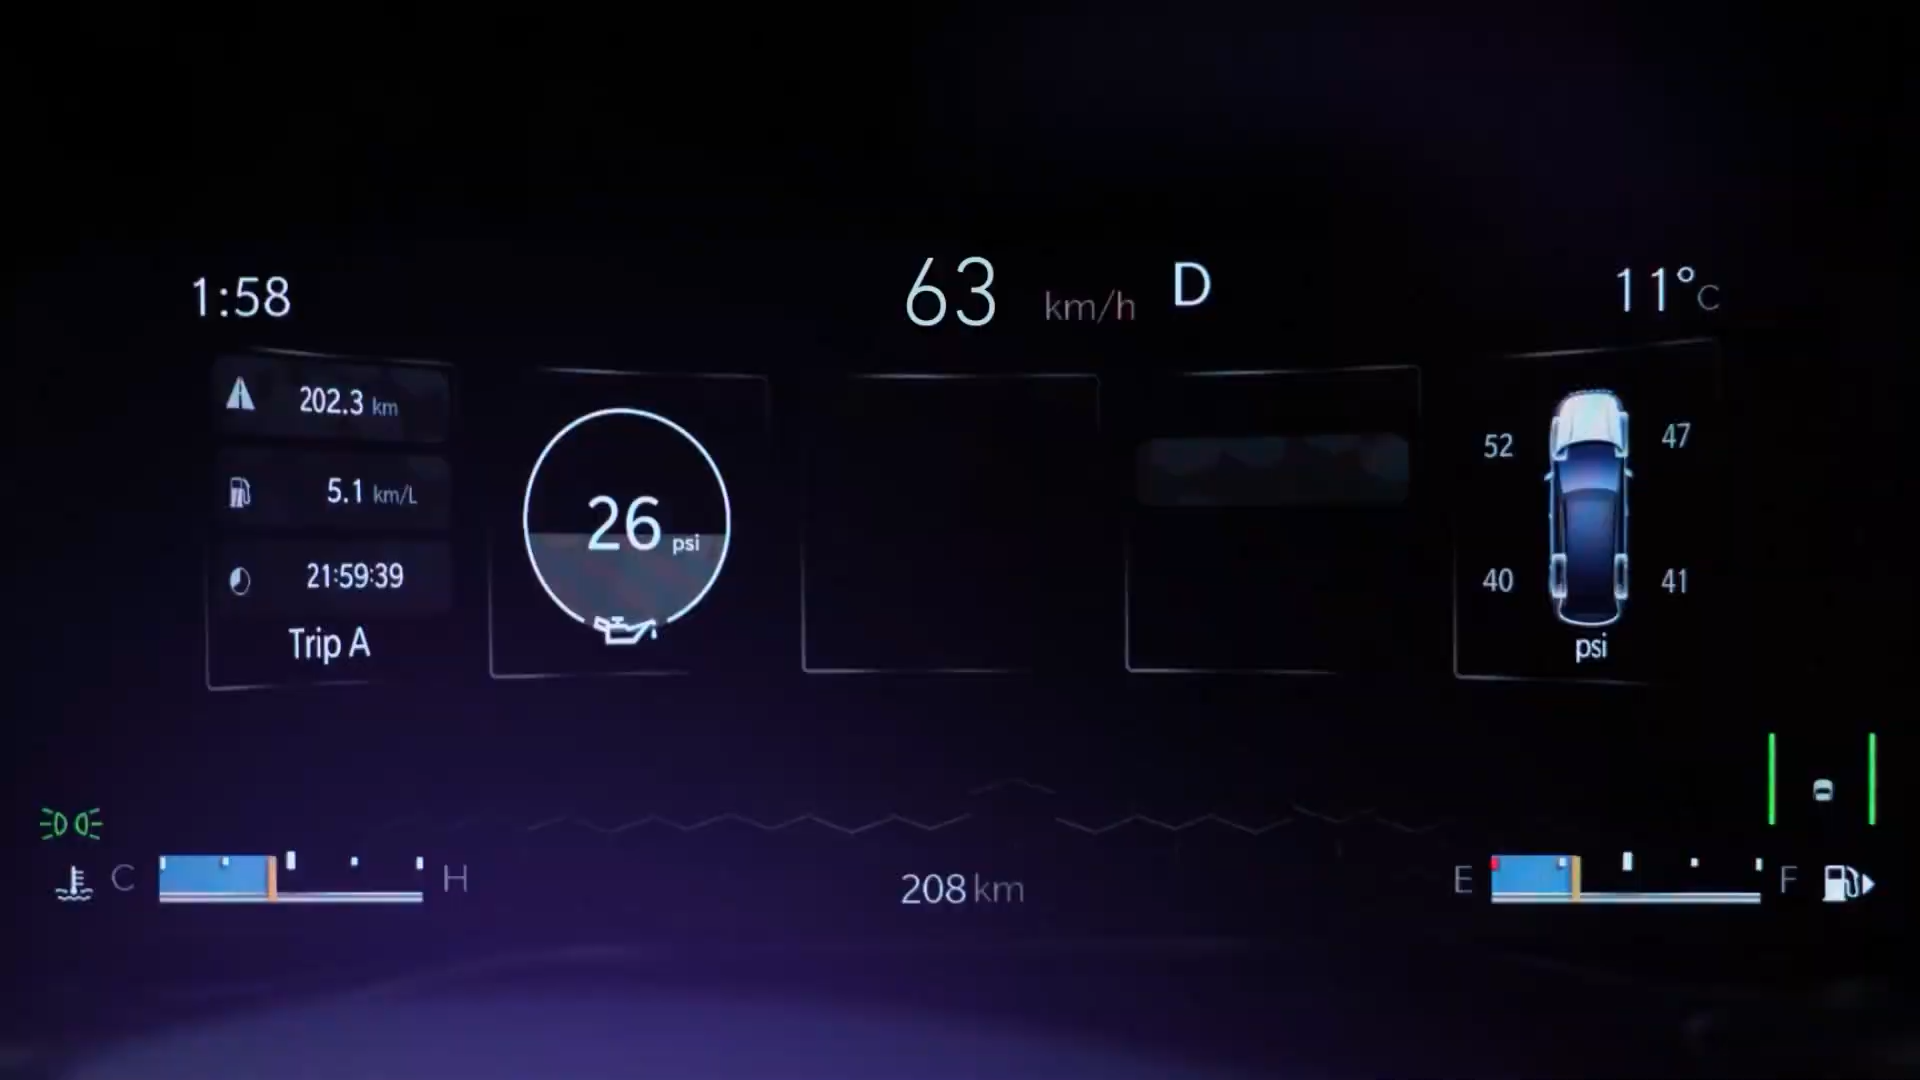 1:58
63 km/h D
11°C
202.3 km
5.1 km/L
21:59:39
Trip A
26 psi
52 47
40 41
psi
C H
208 km
E F